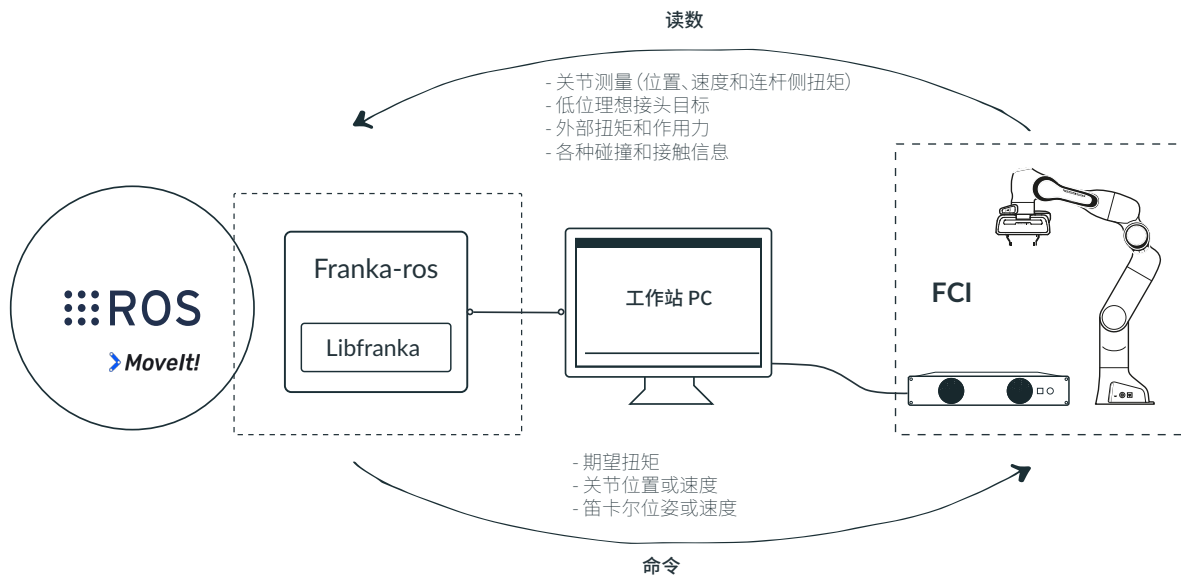 读数
- 关节测量（位置、速度和连杆侧扭矩）
- 低位理想接头目标
- 外部扭矩和作用力
- 各种碰撞和接触信息
ROS
MoveIt!
Franka-ros
Libfranka
工作站 PC
FCI
- 期望扭矩
- 关节位置或速度
- 笛卡尔位姿或速度
命令